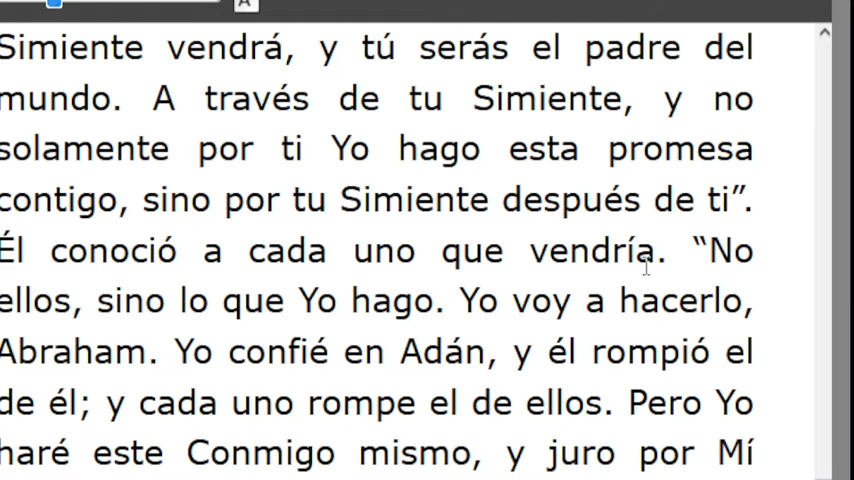 A
Simiente vendrá, y tú serás el padre del
mundo. A través de tu Simiente, y no
solamente por ti Yo hago esta promesa
contigo, sino por tu Simiente después de ti”.
Él conoció a cada uno que vendría. “No
ellos, sino lo que Yo hago. Yo voy a hacerlo,
Abraham. Yo confié en Adán, y él rompió el
de él; y cada uno rompe el de ellos. Pero Yo
haré este Conmigo mismo, y juro por Mí